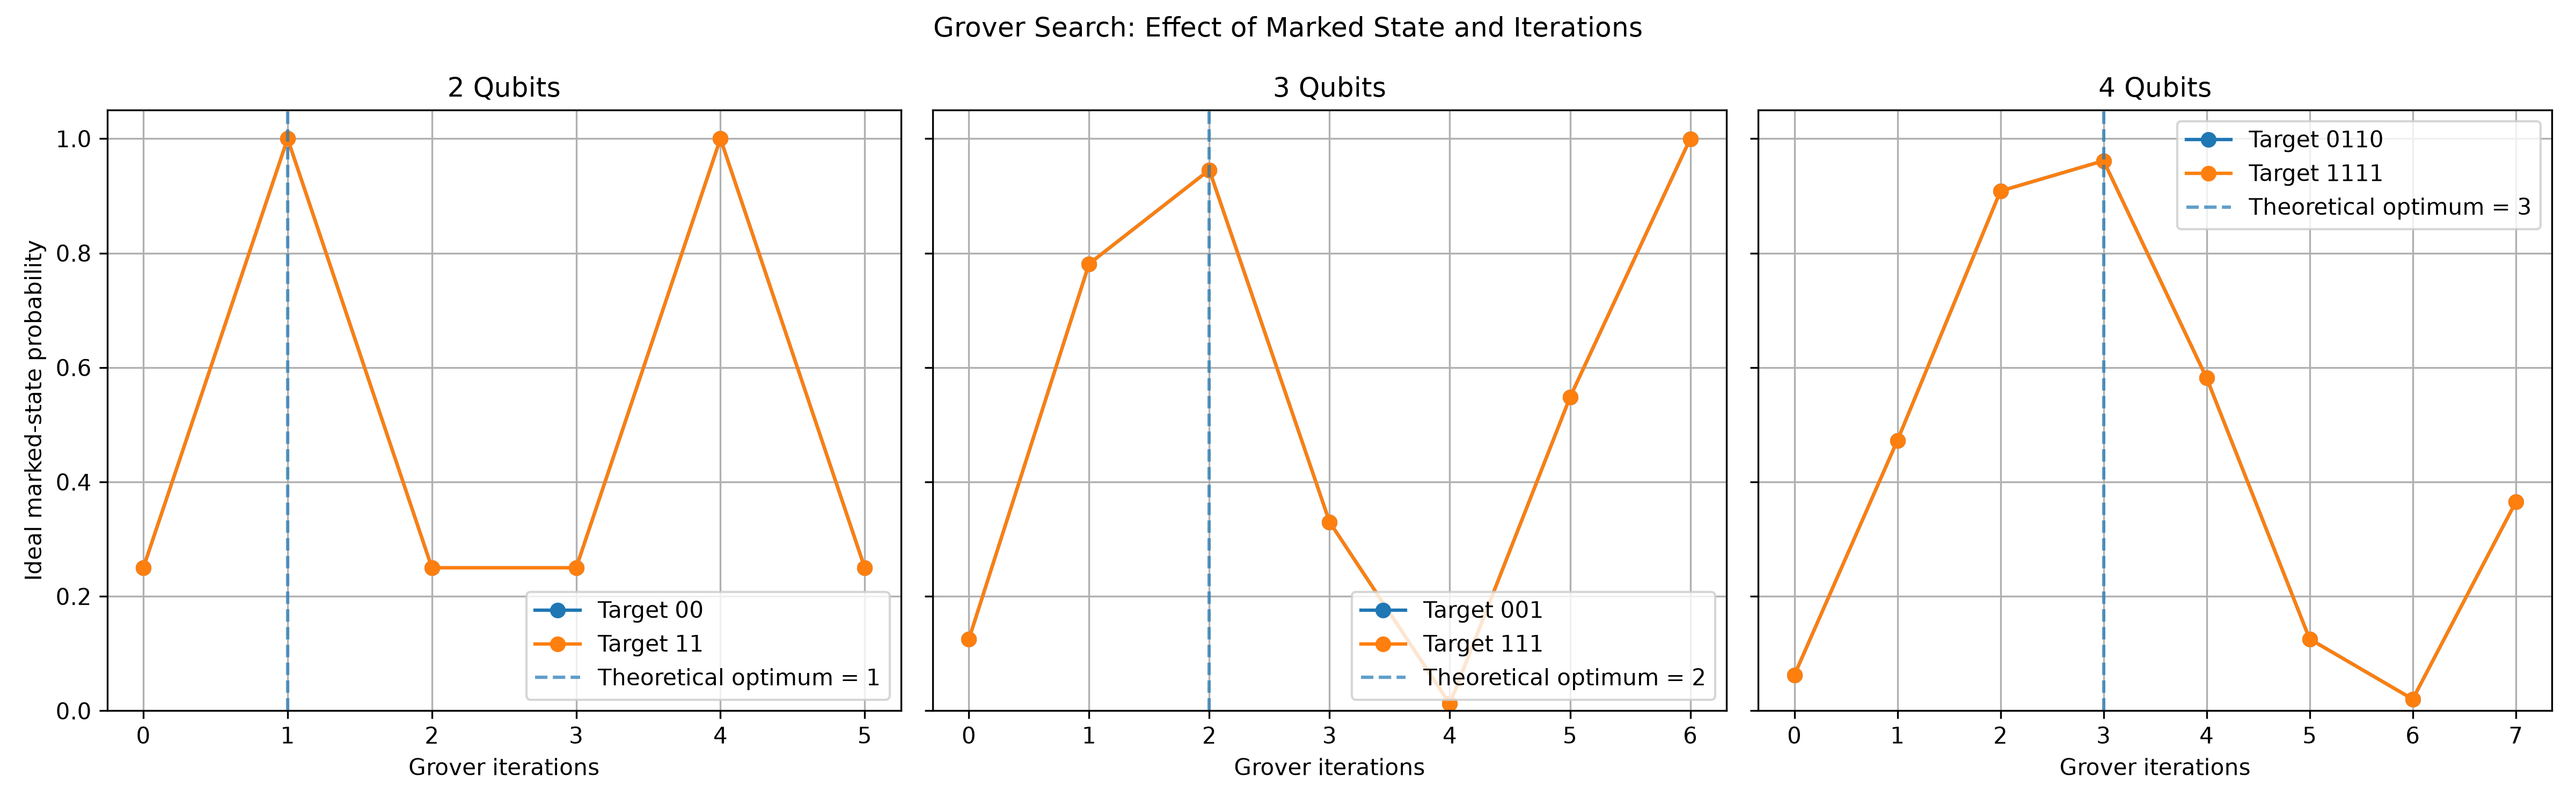 Grover Search: Effect of Marked State and Iterations
2 Qubits
Ideal marked-state probability
1.0
0.8
0.6
0.4
0.2
0.0
0 1 2 3 4 5
Grover iterations
Target 00
Target 11
Theoretical optimum = 1
3 Qubits
0 1 2 3 4 5 6
Grover iterations
Target 001
Target 111
Theoretical optimum = 2
4 Qubits
Target 0110
Target 1111
Theoretical optimum = 3
0 1 2 3 4 5 6 7
Grover iterations